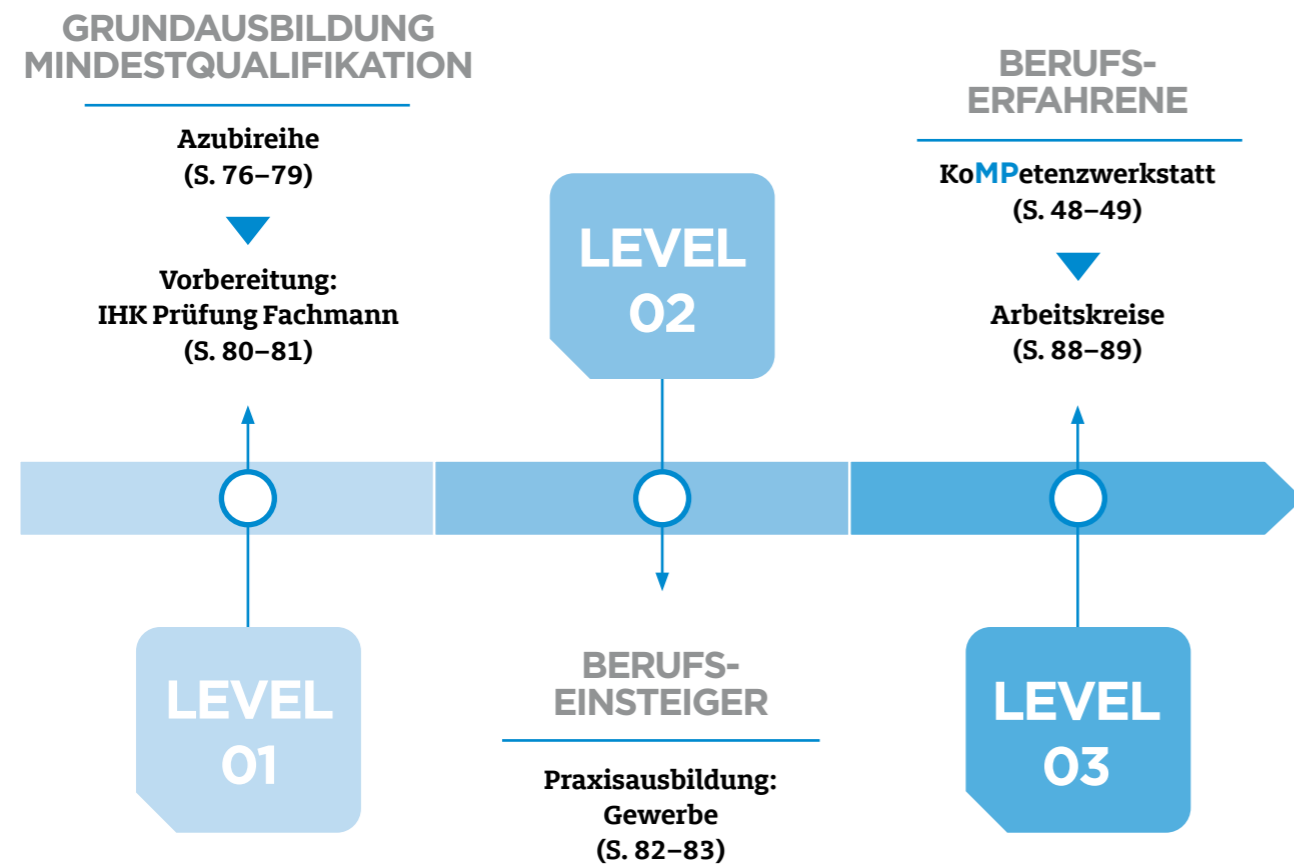 GRUNDAUSBILDUNG
MINDESTQUALIFIKATION
Azubireihe
(S. 76–79)
Vorbereitung:
IHK Prüfung Fachmann
(S. 80–81)
LEVEL
01
LEVEL
02
BERUFS-
EINSTEIGER
Praxisausbildung:
Gewerbe
(S. 82–83)
BERUFS-
ERFAHRENE
KoMPetenzwerkstatt
(S. 48–49)
Arbeitskreise
(S. 88–89)
LEVEL
03